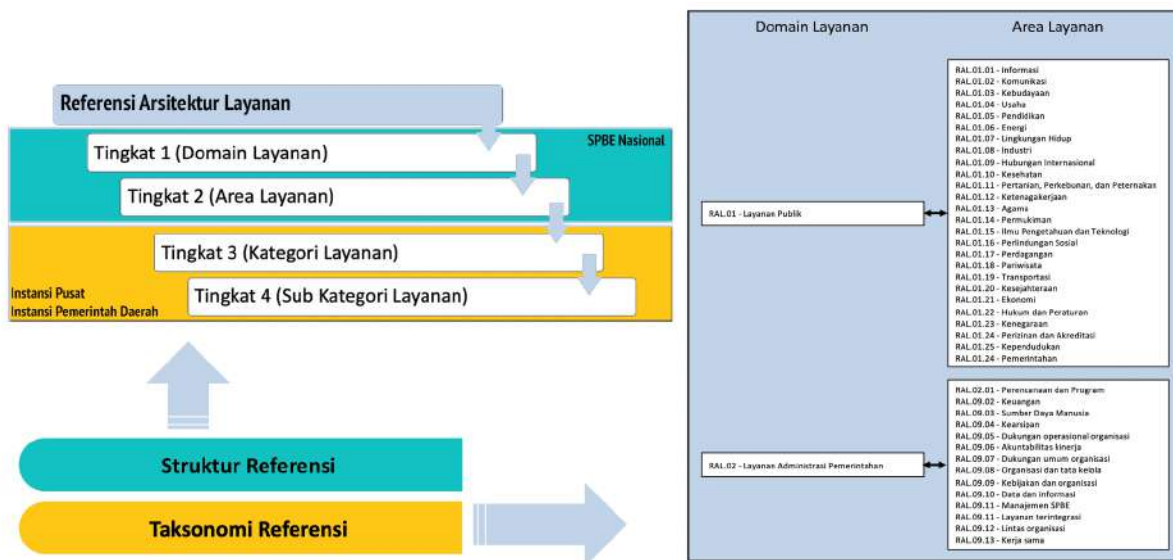 Referensi Arsitektur Layanan
SPBE Nasional
Tingkat 1 (Domain Layanan)
Tingkat 2 (Area Layanan)
Tingkat 3 (Kategori Layanan)
Tingkat 4 (Sub Kategori Layanan)
Instansi Pusat
Instansi Pemerintah Daerah
Struktur Referensi
Taksonomi Referensi
Domain Layanan
Area Layanan
RAL.01 - Layanan Publik
RAL.01.01 - Informasi
RAL.01.02 - Komunikasi
RAL.01.03 - Kebudayaan
RAL.01.04 - Usaha
RAL.01.05 - Pendidikan
RAL.01.06 - Energi
RAL.01.07 - Lingkungan Hidup
RAL.01.08 - Industri
RAL.01.09 - Hubungan Internasional
RAL.01.10 - Kesehatan
RAL.01.11 - Pertanian, Perkebunan, dan Peternakan
RAL.01.12 - Ketenagakerjaan
RAL.01.13 - Agama
RAL.01.14 - Permukiman
RAL.01.15 - Ilmu Pengetahuan dan Teknologi
RAL.01.16 - Perlindungan Sosial
RAL.01.17 - Perdagangan
RAL.01.18 - Pariwisata
RAL.01.19 - Transportasi
RAL.01.20 - Kesejahteraan
RAL.01.21 - Ekonomi
RAL.01.22 - Hukum dan Peraturan
RAL.01.23 - Kenegaraan
RAL.01.24 - Perizinan dan Akreditasi
RAL.01.25 - Kependudukan
RAL.01.24 - Pemerintahan
RAL.02 - Layanan Administrasi Pemerintahan
RAL.02.01 - Perencanaan dan Program
RAL.09.02 - Keuangan
RAL.09.03 - Sumber Daya Manusia
RAL.09.04 - Kearsipan
RAL.09.05 - Dukungan operasional organisasi
RAL.09.06 - Akuntabilitas kinerja
RAL.09.07 - Dukungan umum organisasi
RAL.09.08 - Organisasi dan tata kelola
RAL.09.09 - Kebijakan dan organisasi
RAL.09.10 - Data dan informasi
RAL.09.11 - Manajemen SPBE
RAL.09.11 - Layanan terintegrasi
RAL.09.12 - Lintas organisasi
RAL.09.13 - Kerja sama